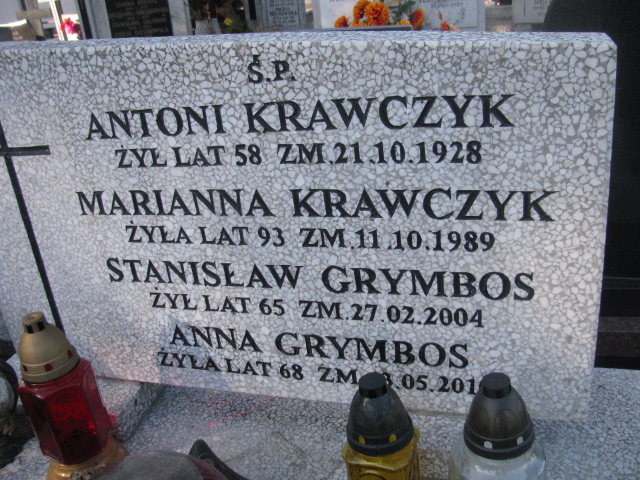 Ś.P.
ANTONI KRAWCZYK
ŻYŁ LAT 58 ZM.21.10.1928
MARIANNA KRAWCZYK
ŻYŁA LAT 93 ZM.11.10.1989
STANISŁAW GRYMBOS
ŻYŁ LAT 65 ZM.27.02.2004
ANNA GRYMBOS
ŻYŁA LAT 68 ZM.